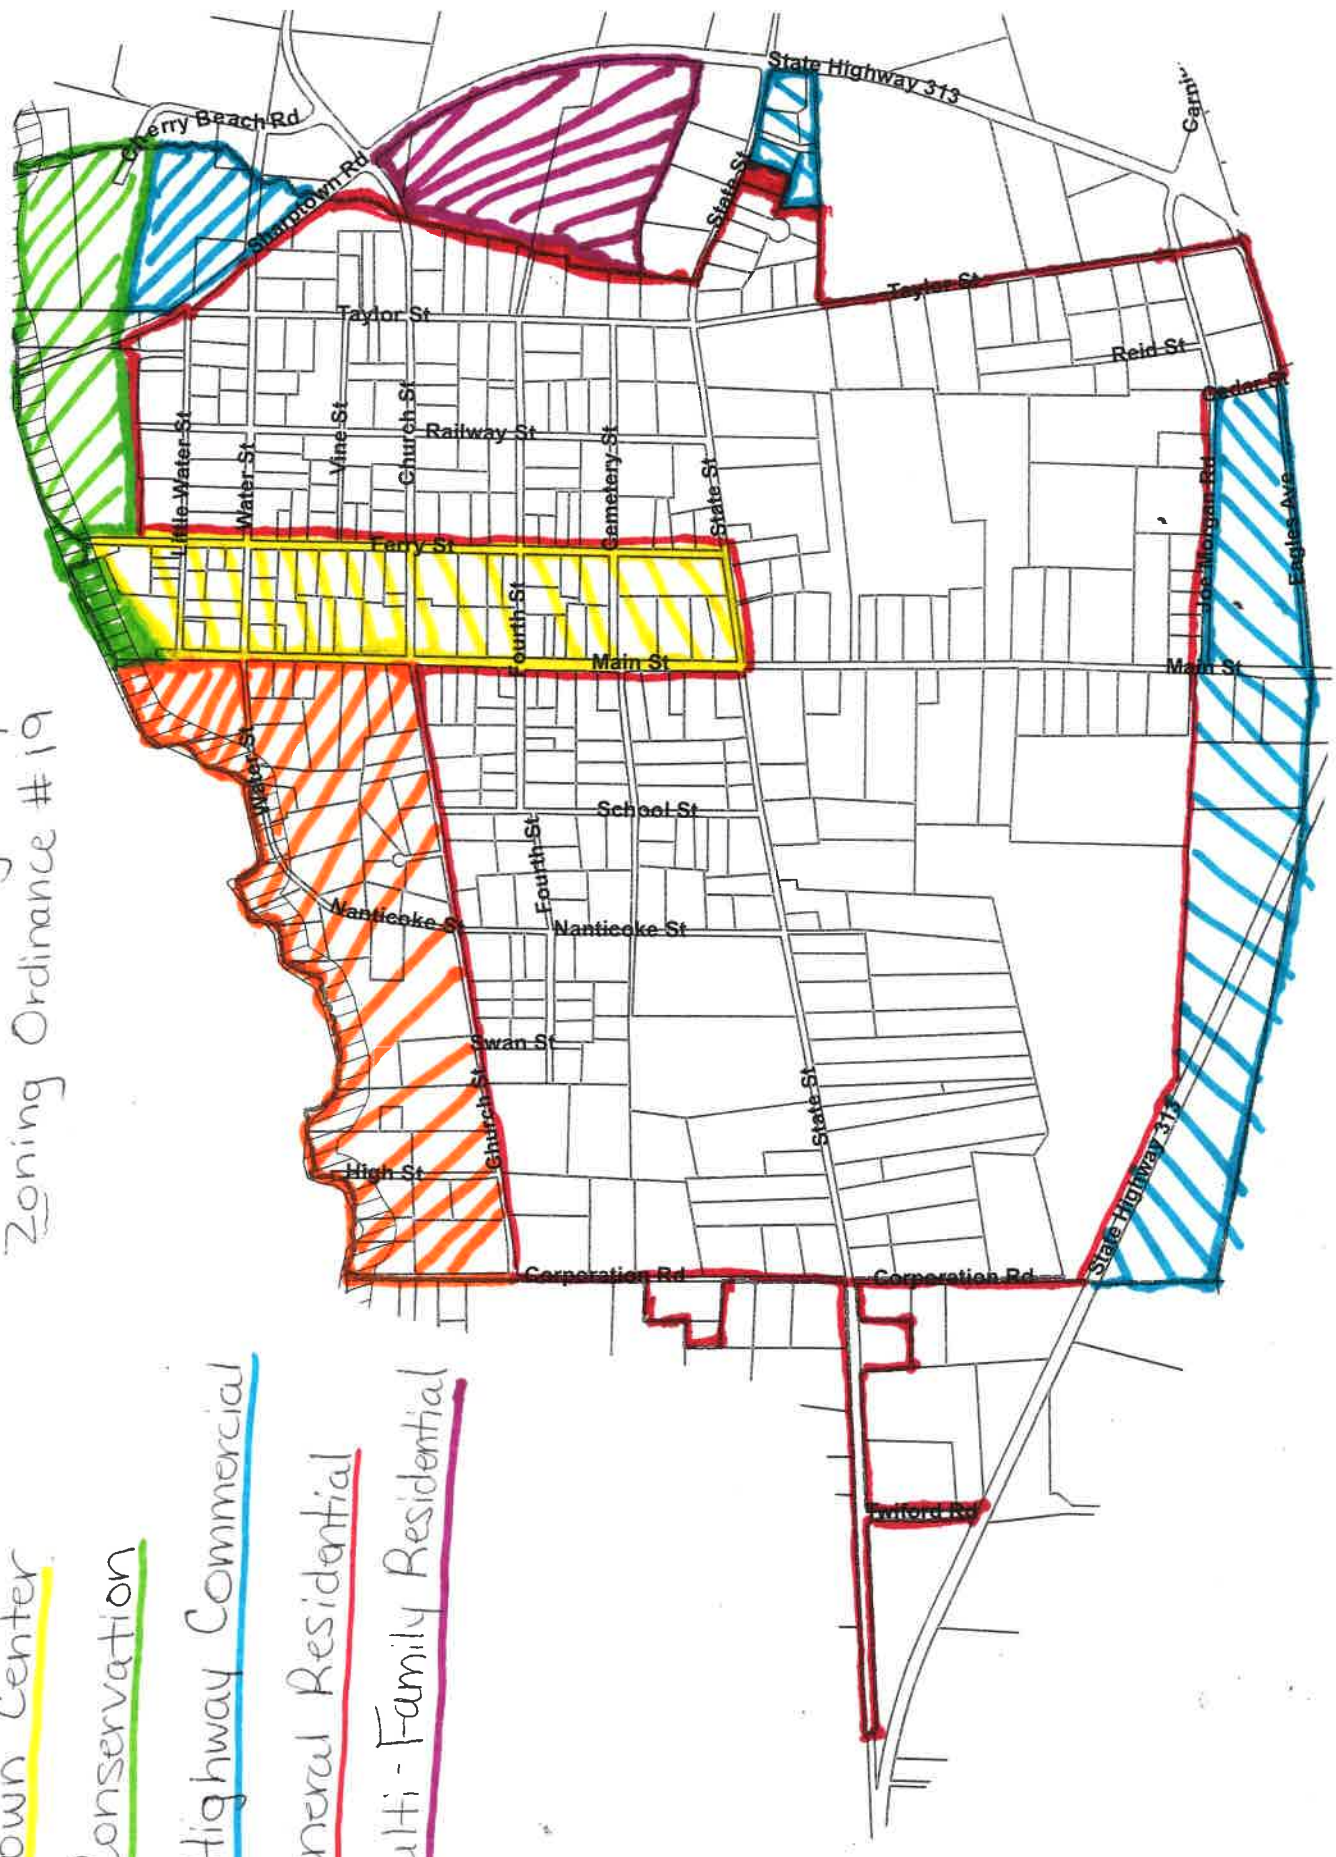 Zoning Ordinance #19
own Center
onservation
Highway Commercial
neral Residential
ulti-Family Residential
State Highway 313
Cherry Beach Rd
Sharptown Rd
State St
Taylor St
Taylor St
Reid St
Cedar St
Little Water St
Water St
Vine St
Church St
Railway St
Cemetery St
State St
Joe Morgan Rd
Eagles Ave
Ferry St
Fourth St
Main St
Main St
Water St
School St
Fourth St
Nanticoke St
Nanticoke St
Swan St
Church St
State St
High St
State Highway 313
Corporation Rd
Corporation Rd
Twiford Rd